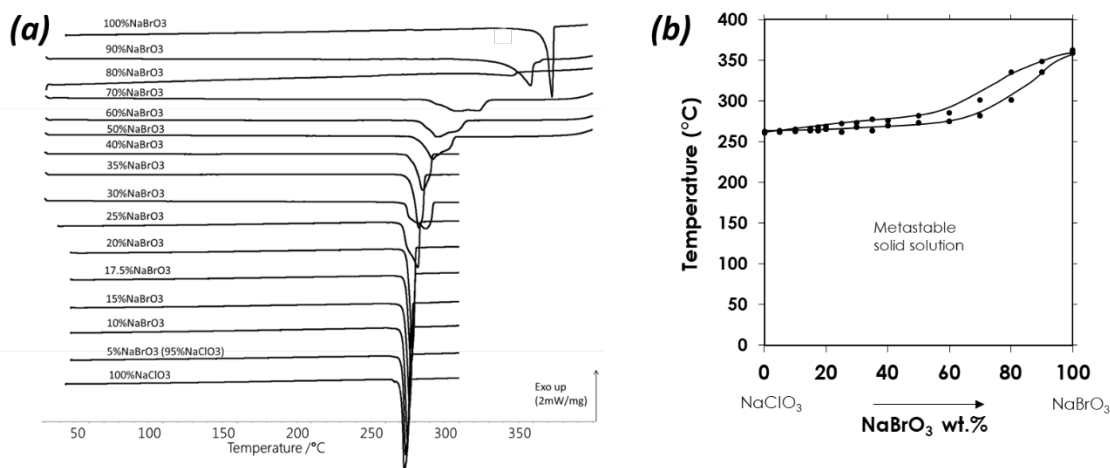 (a)
100%NaBrO3
90%NaBrO3
80%NaBrO3
70%NaBrO3
60%NaBrO3
50%NaBrO3
40%NaBrO3
35%NaBrO3
30%NaBrO3
25%NaBrO3
20%NaBrO3
17.5%NaBrO3
15%NaBrO3
10%NaBrO3
5%NaBrO3 (95%NaClO3)
100%NaClO3
Exo up
(2mW/mg)
50 100 150 200 250 300 350
Temperature /°C
(b)
Temperature (°C)
400
350
300
250
200
150
100
50
0
Metastable
solid solution
0 20 40 60 80 100
NaClO₃ NaBrO₃
NaBrO₃ wt.%